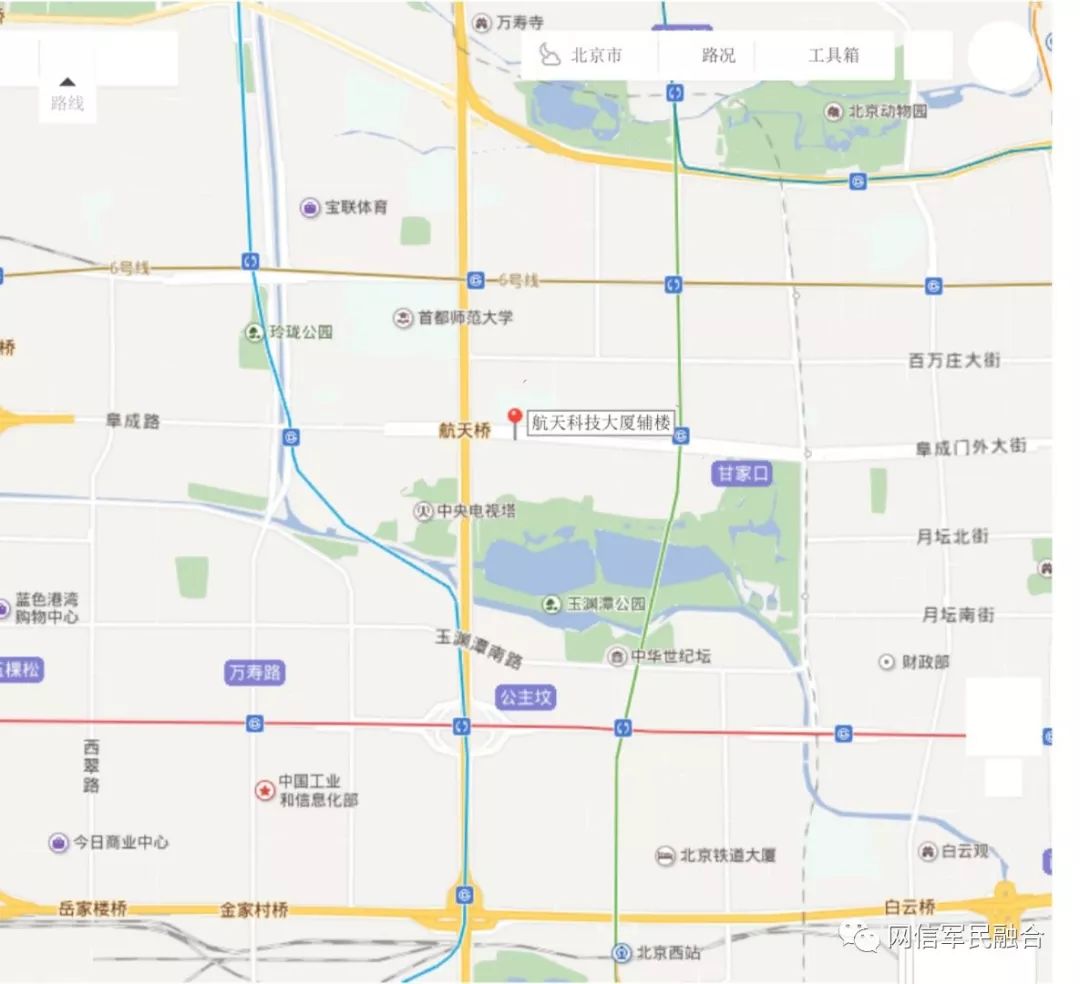 万寿寺
北京市
路况
工具箱
路线
北京动物园
宝联体育
6号线
6号线
首都师范大学
玲珑公园
桥
百万庄大街
阜成路
航天桥
航天科技大厦辅楼
阜成门外大街
甘家口
中央电视塔
月坛北街
蓝色港湾
购物中心
玉渊潭公园
月坛南街
玉渊潭南路
中华世纪坛
财政部
五棵松
万寿路
公主坟
西翠路
中国工业
和信息化部
今日商业中心
北京铁道大厦
白云观
岳家楼桥
金家村桥
白云桥
网信军民融合
北京西站